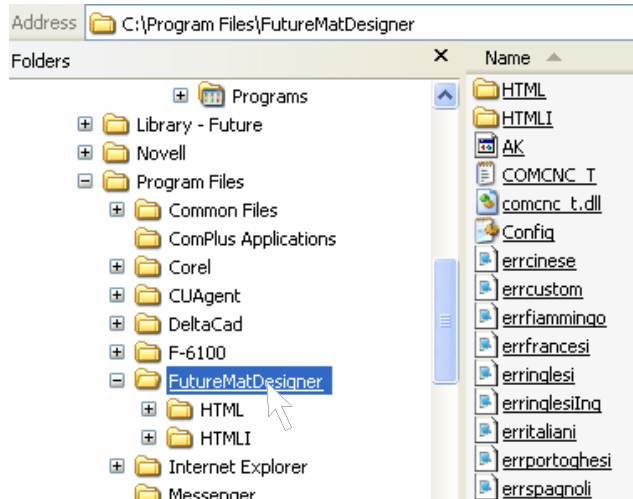 Address C:\Program Files\FutureMatDesigner
Folders
Programs
Library - Future
Novell
Program Files
Common Files
ComPlus Applications
Corel
CUAgent
DeltaCad
F-6100
FutureMatDesigner
HTML
HTMLI
Internet Explorer
Messenger
Name
HTML
HTMLI
AK
COMCNC_T
comcnc_t.dll
Config
errcinese
errcustom
errfiammingo
errfrancesi
erringlesi
erringlesiIng
erritaliani
errportoghesi
errspagnoli